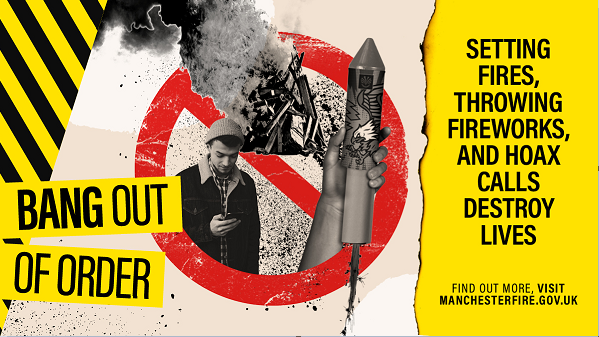 BANG OUT
OF ORDER
SETTING
FIRES,
THROWING
FIREWORKS,
AND HOAX
CALLS
DESTROY
LIVES
FIND OUT MORE, VISIT
MANCHESTERFIRE.GOV.UK